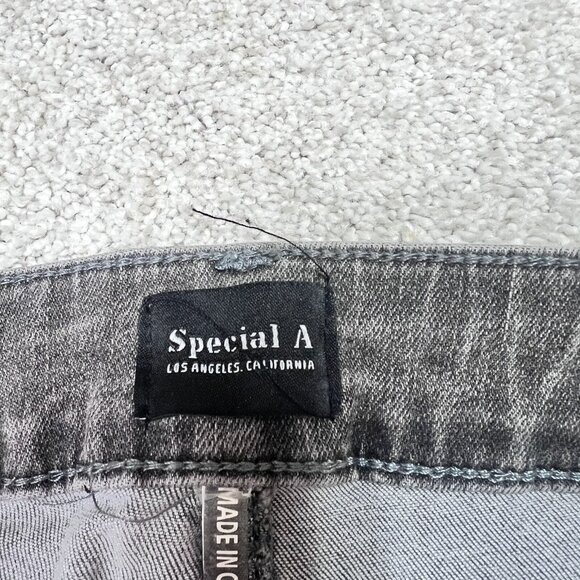 Special A
LOS ANGELES, CALIFORNIA
MADE IN